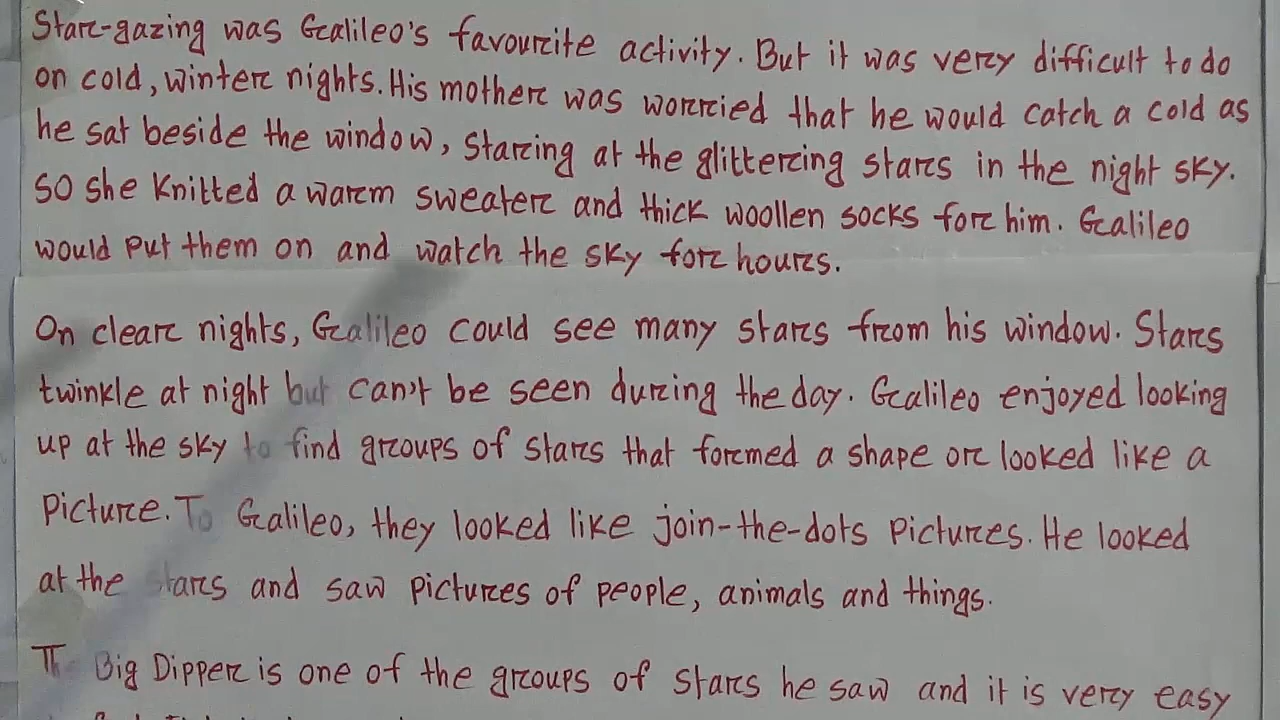 Star-gazing was Galileo's favourite activity. But it was very difficult to do
on cold, winter nights. His mother was worried that he would catch a cold as
he sat beside the window, staring at the glittering stars in the night sky.
So she knitted a warm sweater and thick woollen socks for him. Galileo
would put them on and watch the sky for hours.
On clear nights, Galileo could see many stars from his window. Stars
twinkle at night but can't be seen during the day. Galileo enjoyed looking
up at the sky to find groups of stars that formed a shape or looked like a
picture. To Galileo, they looked like join-the-dots pictures. He looked
at the stars and saw pictures of people, animals and things.
The Big Dipper is one of the groups of stars he saw and it is very easy